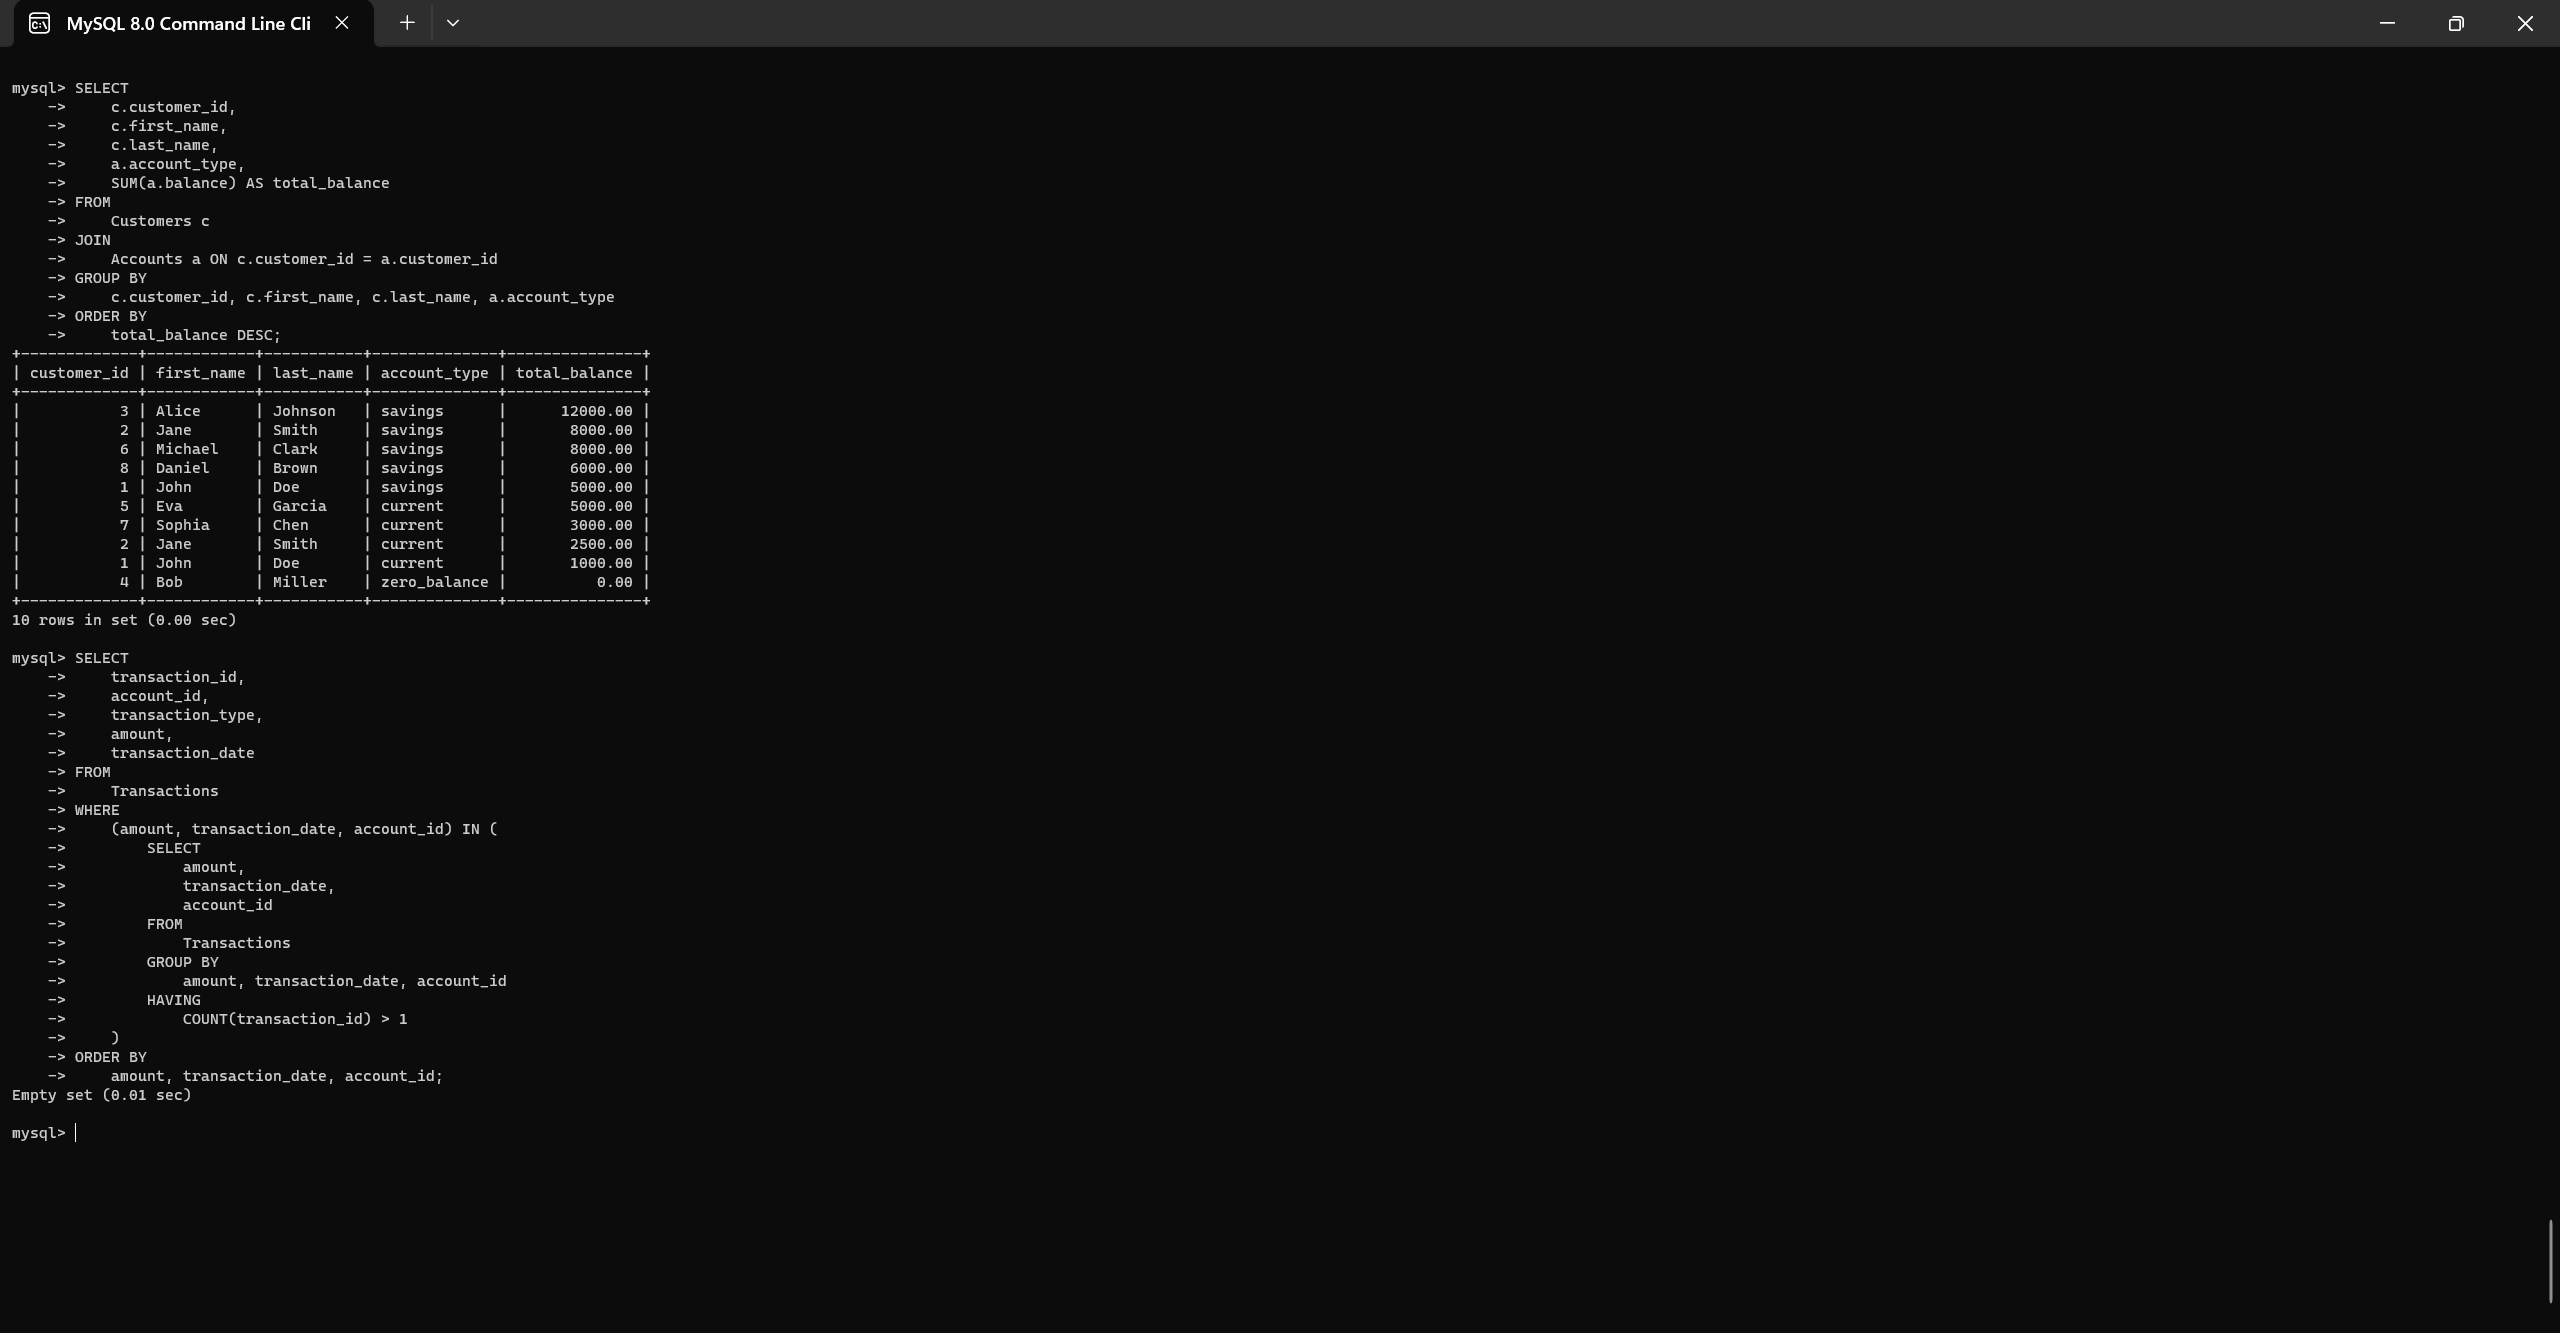 MySQL 8.0 Command Line Cli
mysql> SELECT
    ->     c.customer_id,
    ->     c.first_name,
    ->     c.last_name,
    ->     a.account_type,
    ->     SUM(a.balance) AS total_balance
    -> FROM
    ->     Customers c
    -> JOIN
    ->     Accounts a ON c.customer_id = a.customer_id
    -> GROUP BY
    ->     c.customer_id, c.first_name, c.last_name, a.account_type
    -> ORDER BY
    ->     total_balance DESC;
+-------------+------------+-----------+--------------+---------------+
| customer_id | first_name | last_name | account_type | total_balance |
+-------------+------------+-----------+--------------+---------------+
|           3 | Alice      | Johnson   | savings      |      12000.00 |
|           2 | Jane       | Smith     | savings      |       8000.00 |
|           6 | Michael    | Clark     | savings      |       8000.00 |
|           8 | Daniel     | Brown     | savings      |       6000.00 |
|           1 | John       | Doe       | savings      |       5000.00 |
|           5 | Eva        | Garcia    | current      |       5000.00 |
|           7 | Sophia     | Chen      | current      |       3000.00 |
|           2 | Jane       | Smith     | current      |       2500.00 |
|           1 | John       | Doe       | current      |       1000.00 |
|           4 | Bob        | Miller    | zero_balance |          0.00 |
+-------------+------------+-----------+--------------+---------------+
10 rows in set (0.00 sec)
mysql> SELECT
    ->     transaction_id,
    ->     account_id,
    ->     transaction_type,
    ->     amount,
    ->     transaction_date
    -> FROM
    ->     Transactions
    -> WHERE
    ->     (amount, transaction_date, account_id) IN (
    ->         SELECT
    ->             amount,
    ->             transaction_date,
    ->             account_id
    ->         FROM
    ->             Transactions
    ->         GROUP BY
    ->             amount, transaction_date, account_id
    ->         HAVING
    ->             COUNT(transaction_id) > 1
    ->     )
    -> ORDER BY
    ->     amount, transaction_date, account_id;
Empty set (0.01 sec)
mysql>